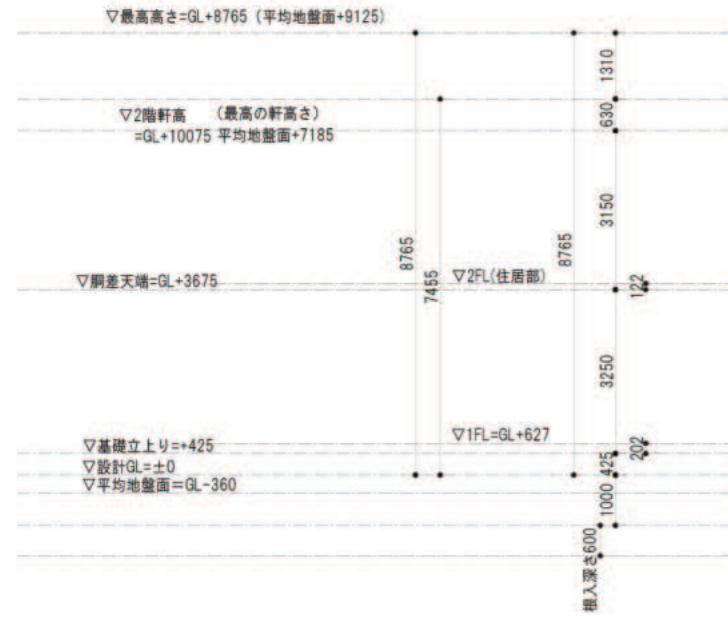 ▽最高高さ=GL+8765 (平均地盤面+9125)
1310
▽2階軒高 (最高の軒高さ)
=GL+10075 平均地盤面+7185
630
3150
8765
7455
8765
▽2FL(住居部)
▽胴差天端=GL+3675
122
3250
▽1FL=GL+627
▽基礎立上り=+425
202
▽設計GL=±0
425
▽平均地盤面=GL-360
1000
根入深さ600